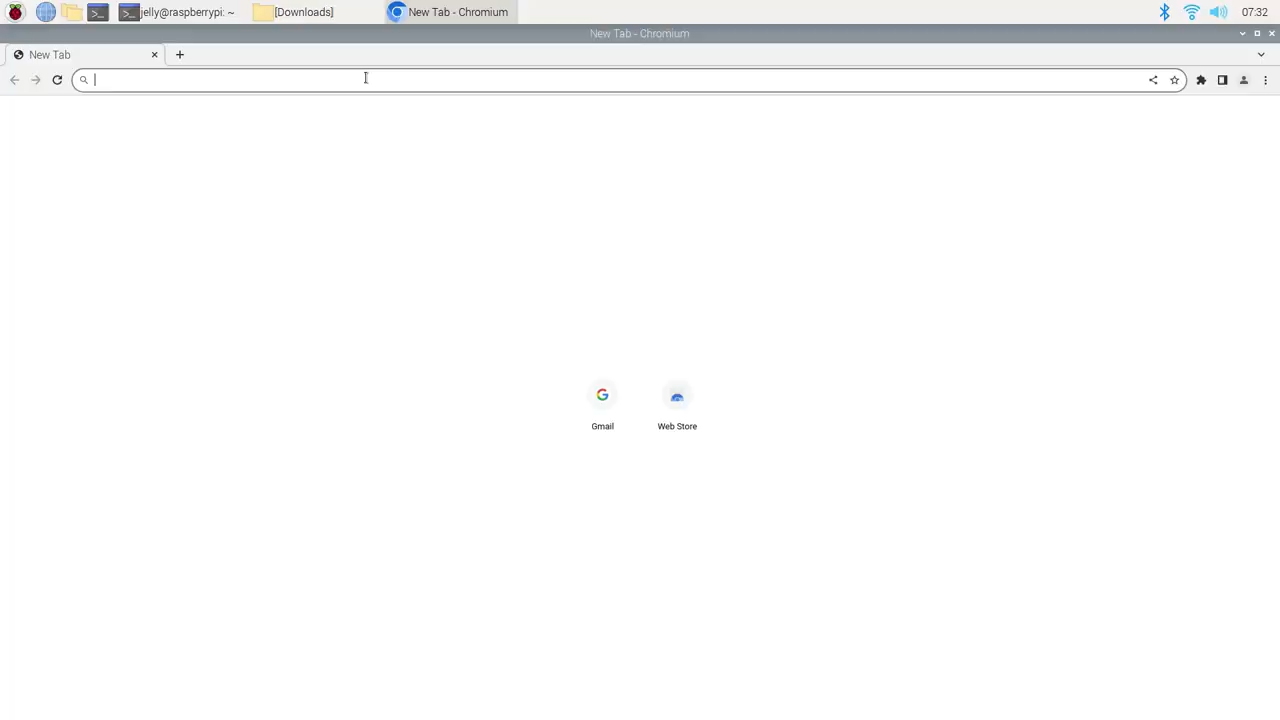 jelly@raspberrypi: ~ [Downloads] New Tab - Chromium 07:32
New Tab - Chromium
New Tab
Gmail Web Store